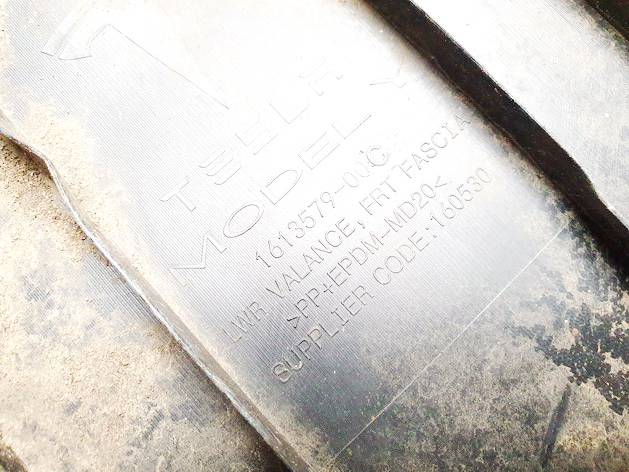 TESLA
MODEL Y
1613579-00'C
LWR VALANCE, FRT FASCIA
>PP+EPDM-MD20<
SUPPLIER CODE:160530